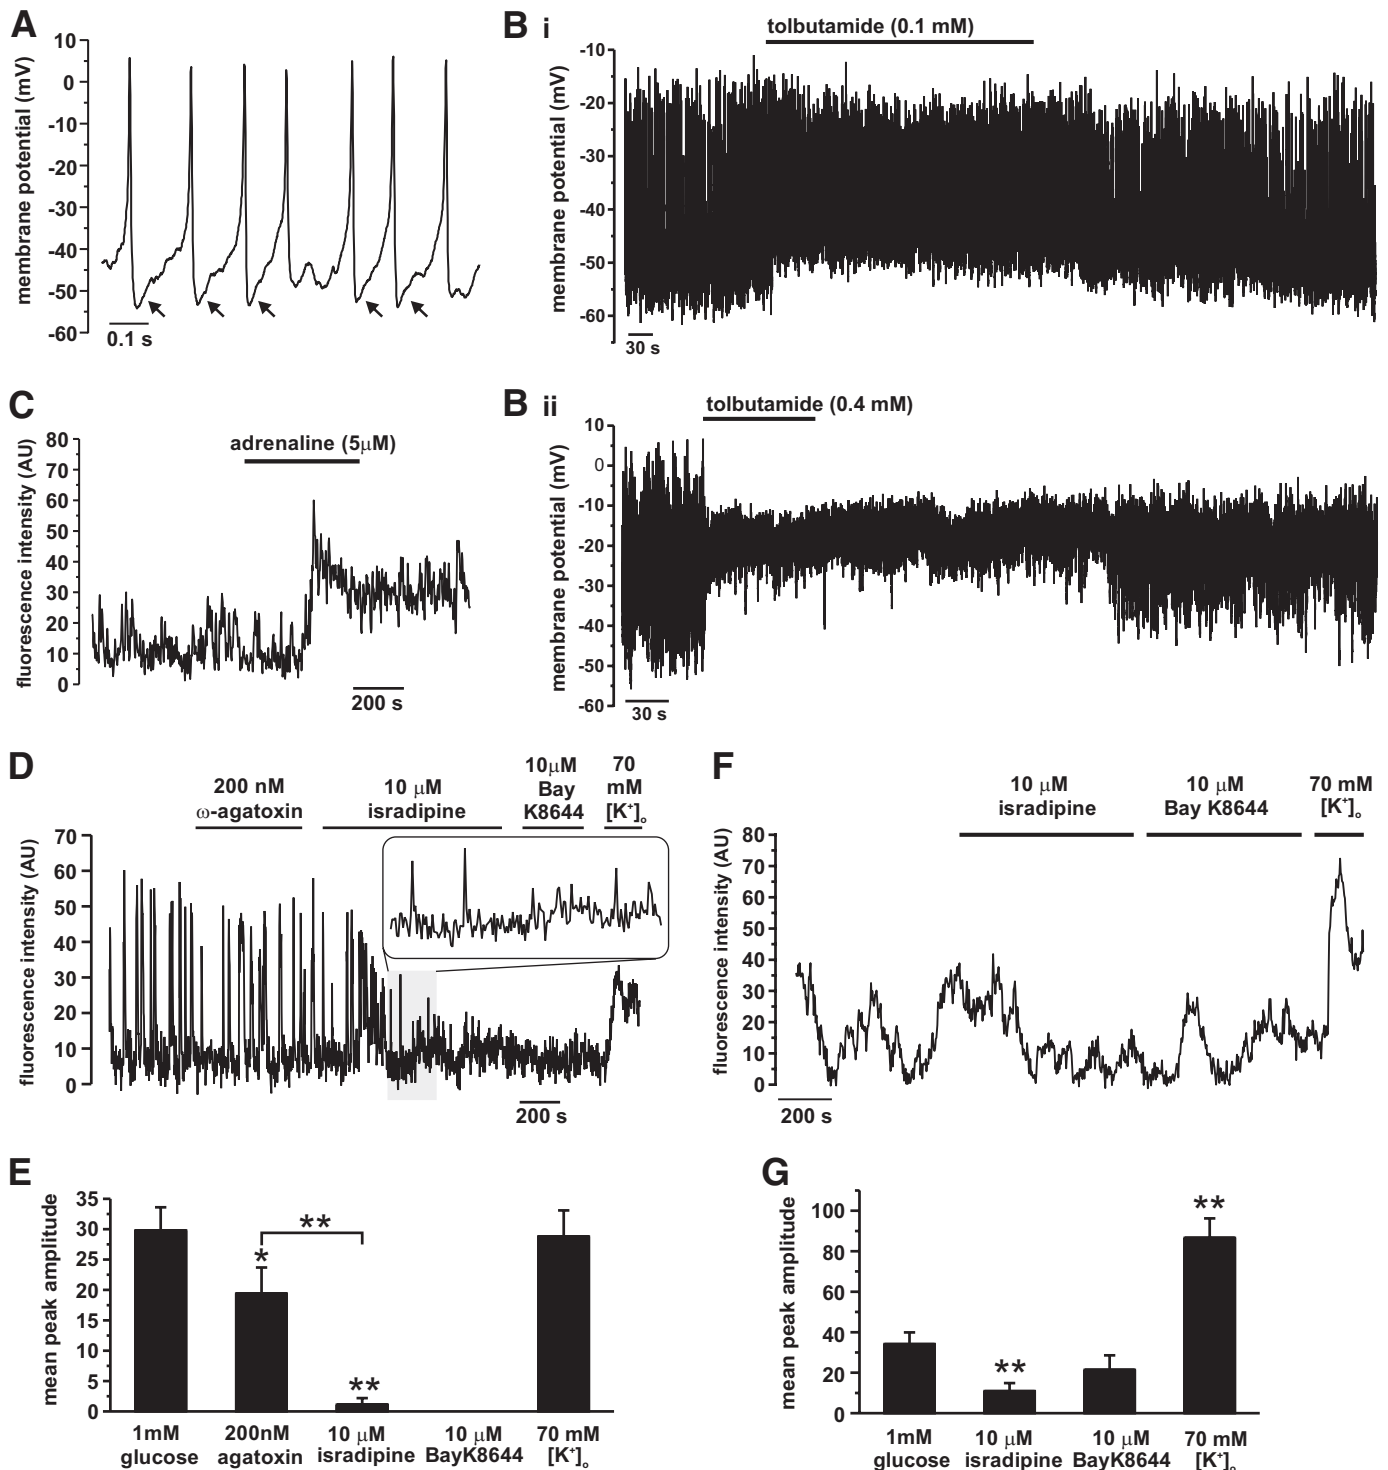 A
membrane potential (mV)
10
0
-10
-20
-30
-40
-50
-60
0.1 s
B i
tolbutamide (0.1 mM)
membrane potential (mV)
-10
-20
-30
-40
-50
-60
30 s
C
adrenaline (5μM)
fluorescence intensity (AU)
80
70
60
50
40
30
20
10
0
200 s
B ii
tolbutamide (0.4 mM)
membrane potential (mV)
10
0
-10
-20
-30
-40
-50
-60
30 s
D
200 nM
ω-agatoxin
10 μM
isradipine
10μM
Bay
K8644
70
mM
[K⁺]ₒ
fluorescence intensity (AU)
70
60
50
40
30
20
10
0
200 s
F
10 μM
isradipine
10 μM
Bay K8644
70 mM
[K⁺]ₒ
fluorescence intensity (AU)
80
70
60
50
40
30
20
10
0
200 s
E
mean peak amplitude
35
30
25
20
15
10
5
0
*
**
**
1mM
glucose
200nM
agatoxin
10 μM
isradipine
10 μM
BayK8644
70 mM
[K⁺]ₒ
G
mean peak amplitude
100
80
60
40
20
0
**
**
1mM
glucose
10 μM
isradipine
10 μM
BayK8644
70 mM
[K⁺]ₒ